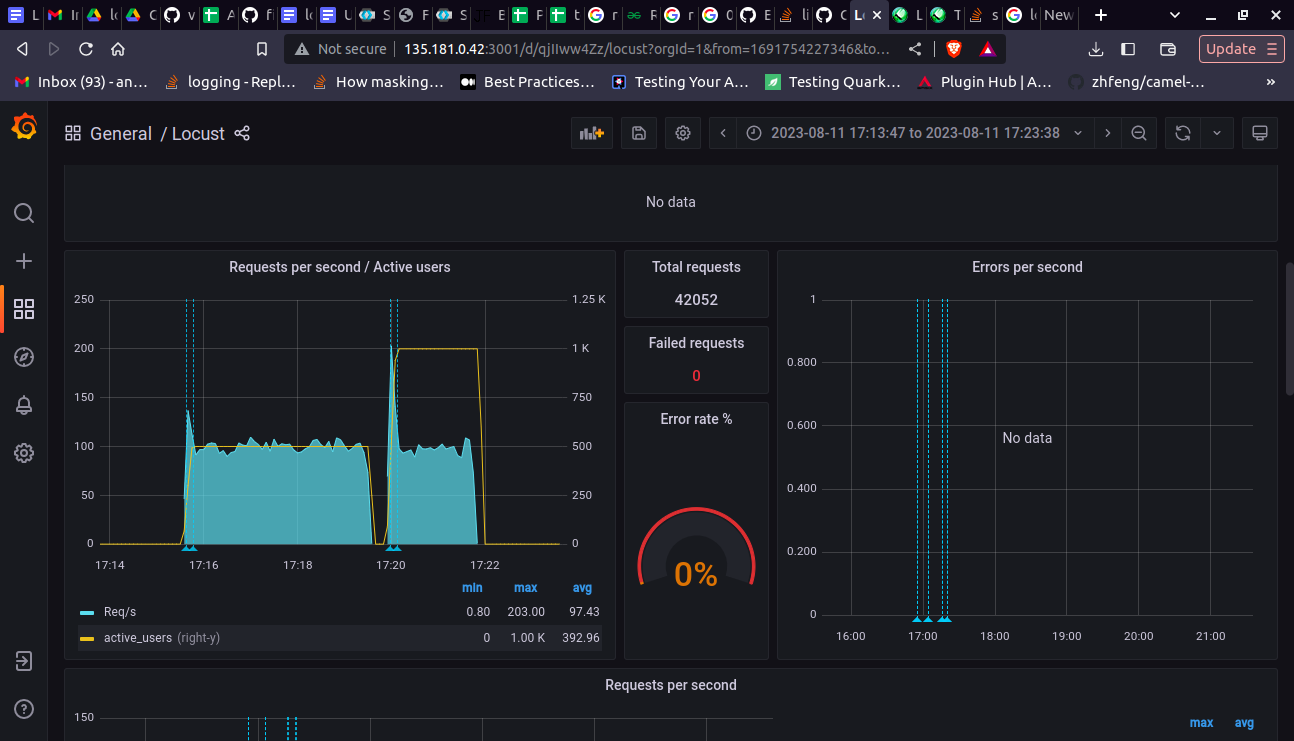 L
Ir
lc
C
v
A
fi
lc
U
S
F
S
JF E
F
t
r
F
r
r
0
E
li
C
L
L
T
s
lo
New
Not secure
135.181.0.42:3001/d/qjIIww4Zz/locust?orgId=1&from=1691754227346&to...
Update
Inbox (93) - an...
logging - Repl...
How masking...
Best Practices...
Testing Your A...
Testing Quark...
Plugin Hub | A...
zhfeng/camel-...
»
General / Locust
2023-08-11 17:13:47 to 2023-08-11 17:23:38
No data
Requests per second / Active users
250
200
150
100
50
0
1.25 K
1 K
750
500
250
0
17:14
17:16
17:18
17:20
17:22
min max avg
Req/s 0.80 203.00 97.43
active_users (right-y) 0 1.00 K 392.96
Total requests
42052
Failed requests
0
Error rate %
0%
Errors per second
1
0.800
0.600
0.400
0.200
0
No data
16:00
17:00
18:00
19:00
20:00
21:00
Requests per second
150
max avg